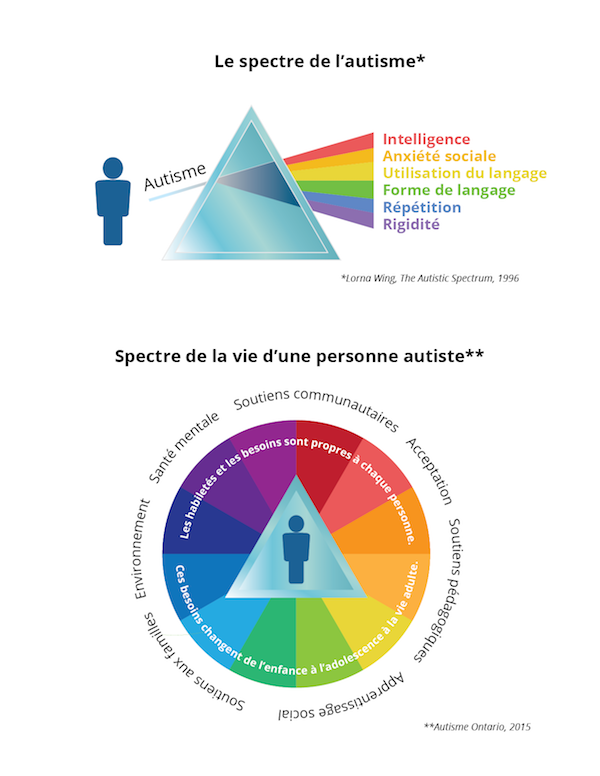 Le spectre de l’autisme*
Autisme
Intelligence
Anxiété sociale
Utilisation du langage
Forme de langage
Répétition
Rigidité
*Lorna Wing, The Autistic Spectrum, 1996
Spectre de la vie d’une personne autiste**
Soutiens communautaires
Acceptation
Soutiens pédagogiques
Apprentissage social
Soutiens aux familles
Environnement
Santé mentale
Les habiletés et les besoins sont propres à chaque personne.
Ces besoins changent de l’enfance à l’adolescence à la vie adulte.
**Autisme Ontario, 2015